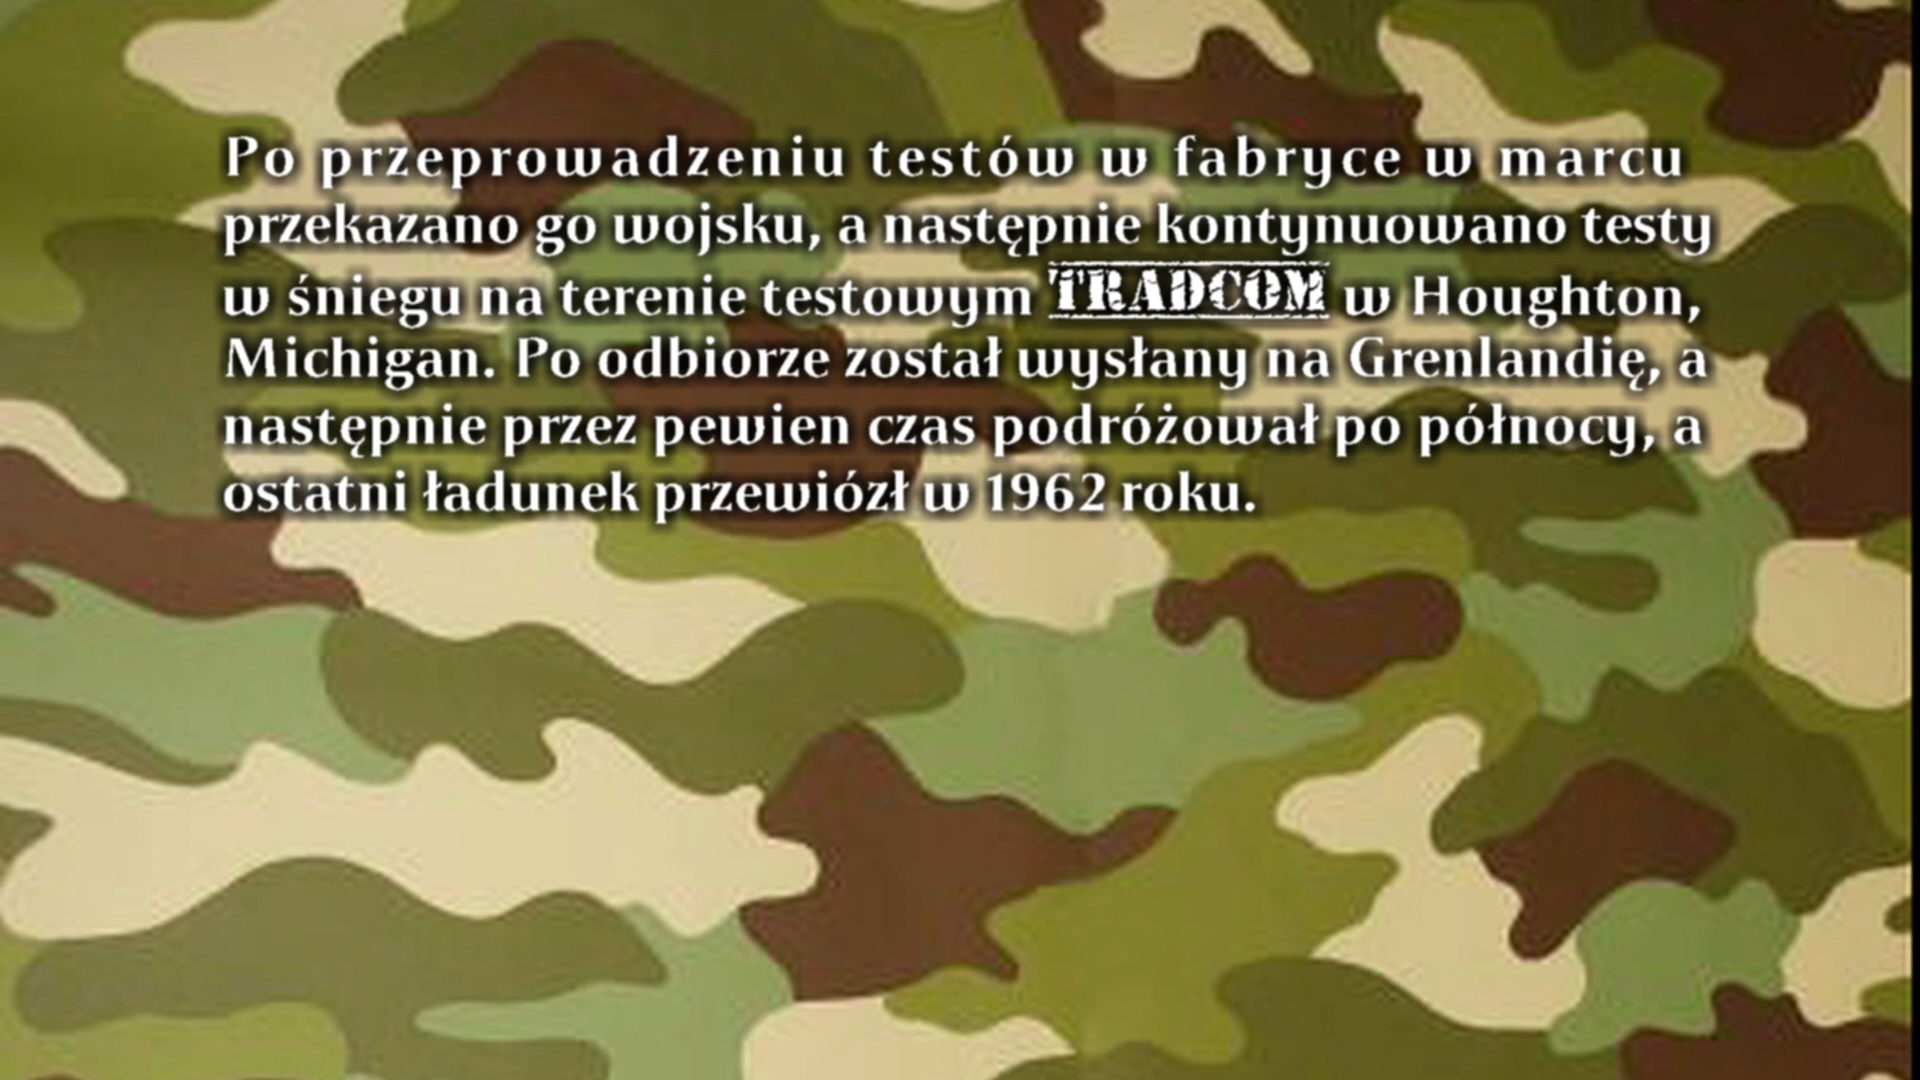 Po przeprowadzeniu testów w fabryce w marcu
przekazano go wojsku, a następnie kontynuowano testy
w śniegu na terenie testowym TRADCOM w Houghton,
Michigan. Po odbiorze został wysłany na Grenlandię, a
następnie przez pewien czas podróżował po północy, a
ostatni ładunek przewiózł w 1962 roku.